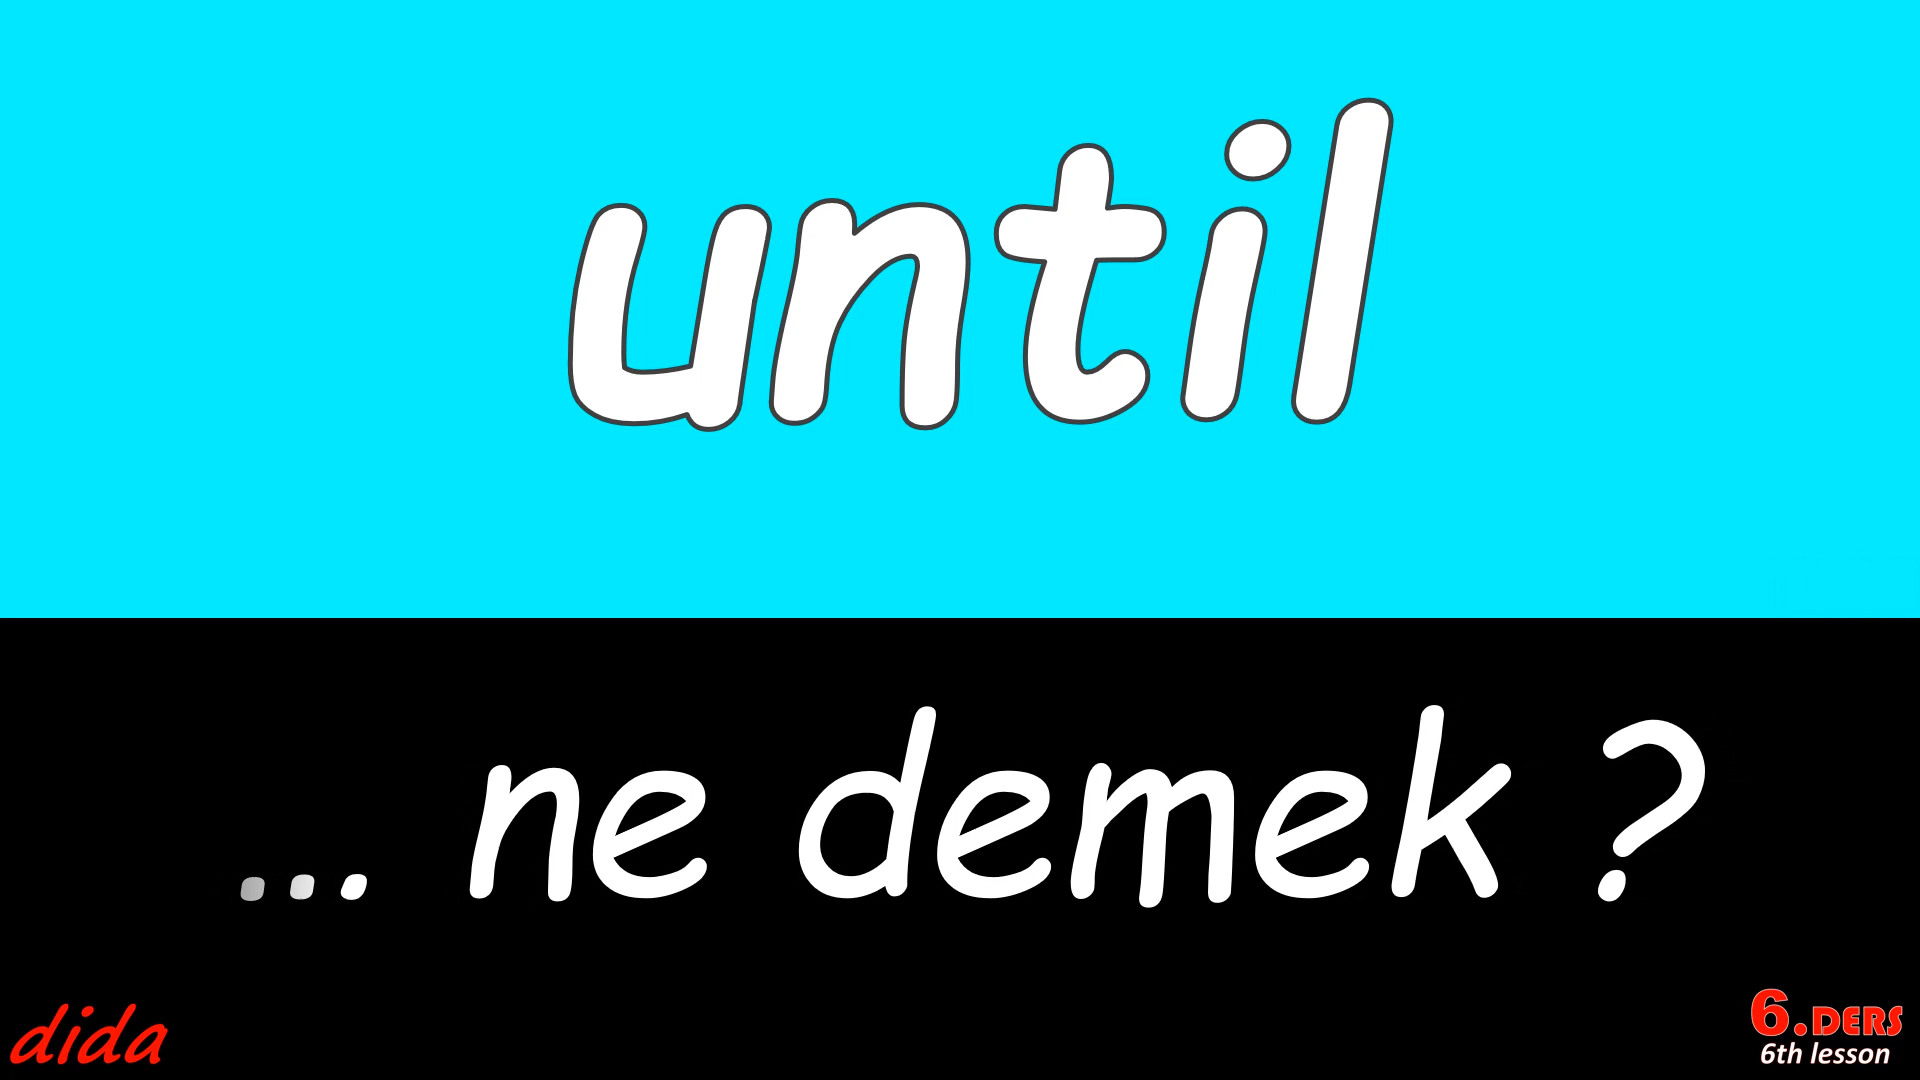 until
... ne demek ?
dida
6.DERS
6th lesson